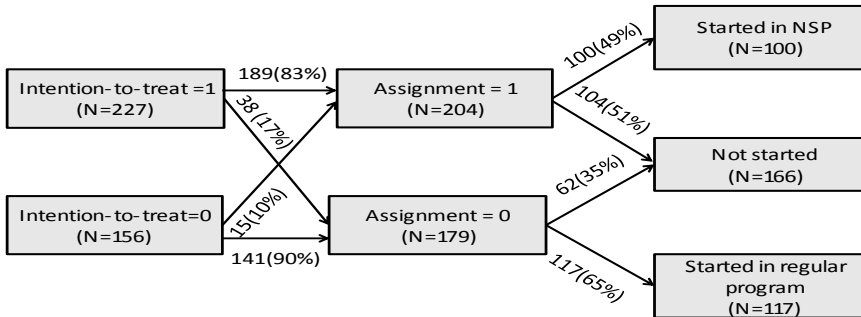 Started in NSP
(N=100)
100(49%)
189(83%)
Intention-to-treat =1
(N=227)
Assignment = 1
(N=204)
104(51%)
38(17%)
Not started
(N=166)
62(35%)
Intention-to-treat=0
(N=156)
15(10%)
Assignment = 0
(N=179)
141(90%)
117(65%)
Started in regular
program
(N=117)